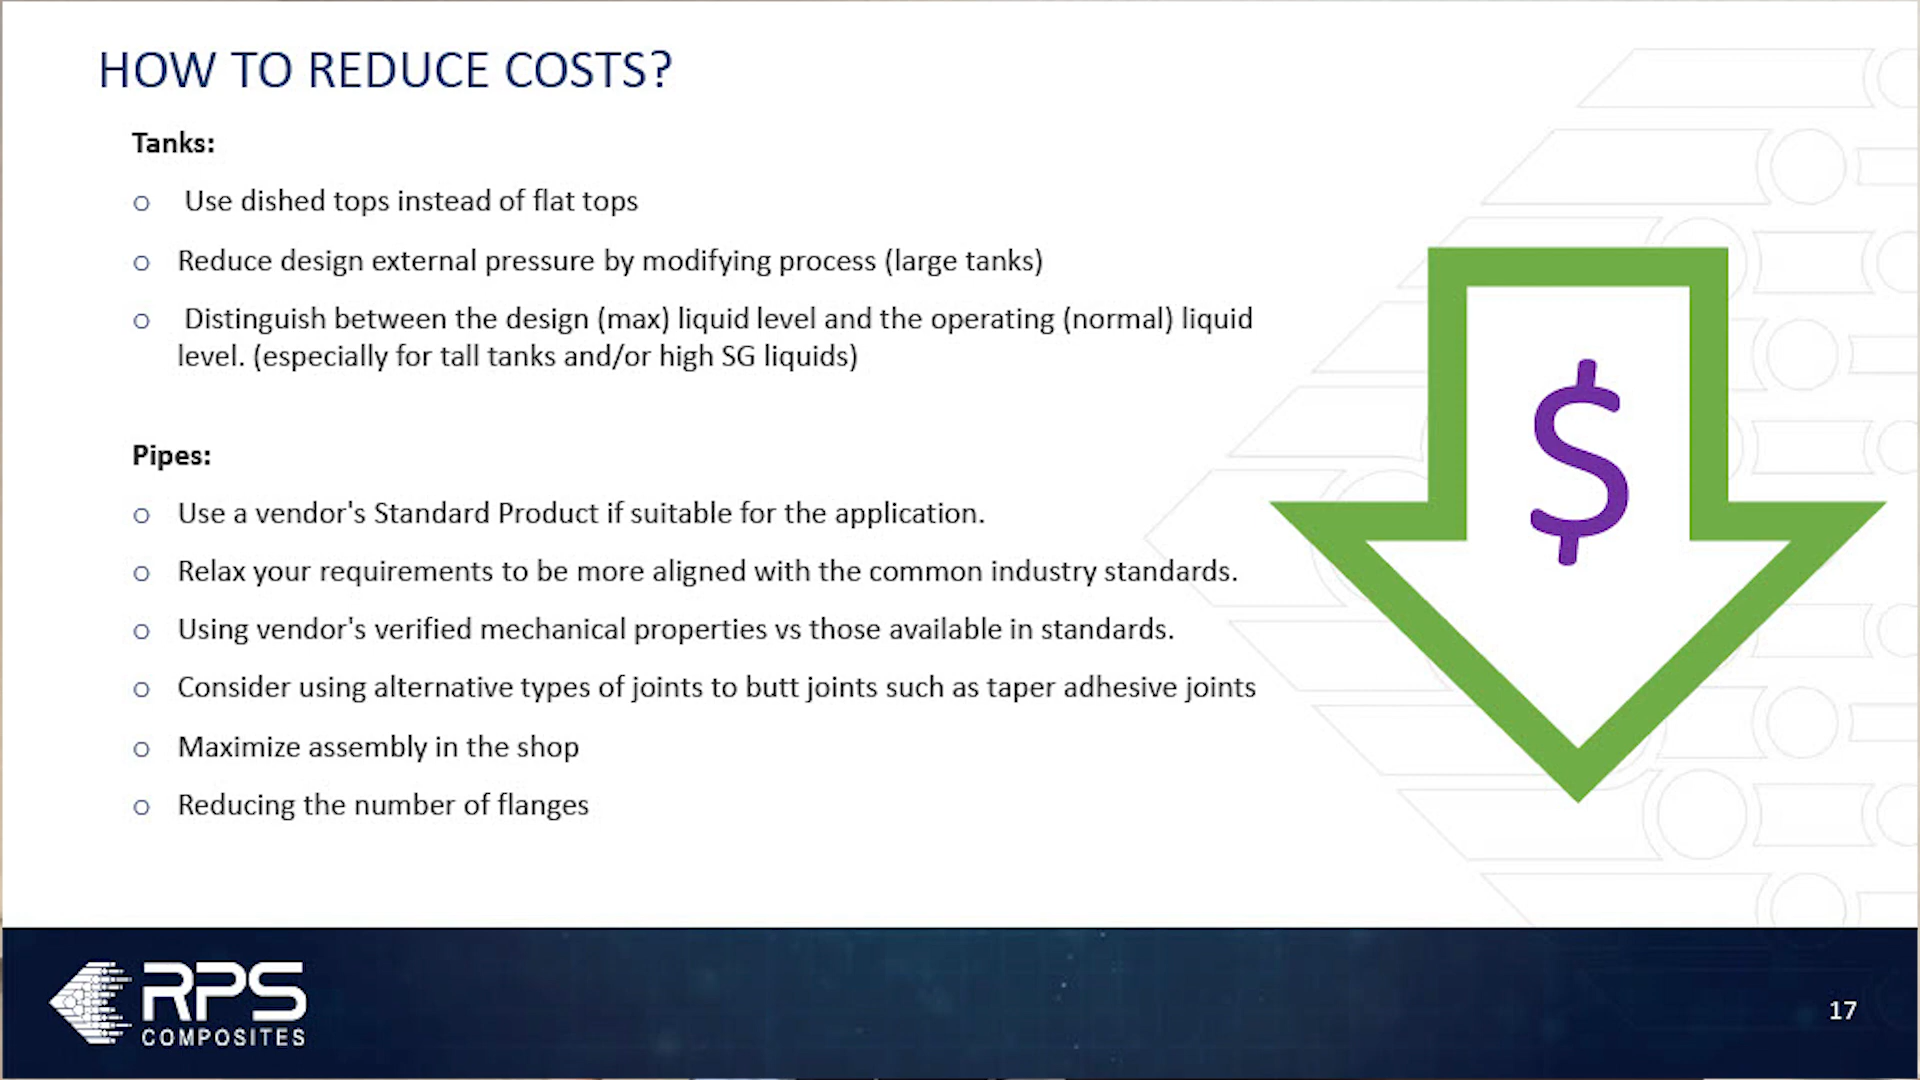 HOW TO REDUCE COSTS?
Tanks:
o Use dished tops instead of flat tops
o Reduce design external pressure by modifying process (large tanks)
o Distinguish between the design (max) liquid level and the operating (normal) liquid
level. (especially for tall tanks and/or high SG liquids)
Pipes:
o Use a vendor's Standard Product if suitable for the application.
o Relax your requirements to be more aligned with the common industry standards.
o Using vendor's verified mechanical properties vs those available in standards.
o Consider using alternative types of joints to butt joints such as taper adhesive joints
o Maximize assembly in the shop
o Reducing the number of flanges
$
RPS
COMPOSITES
17